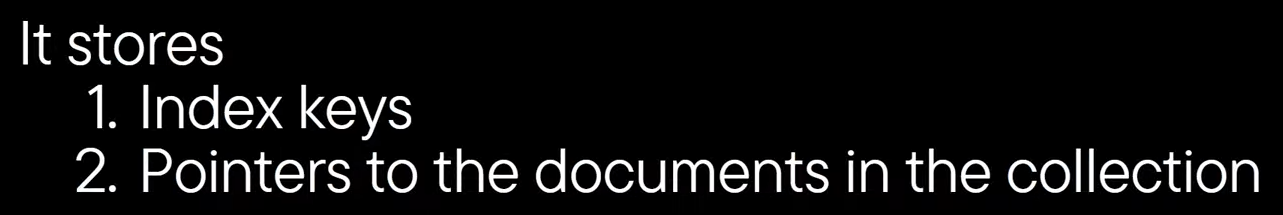 It stores
1. Index keys
2. Pointers to the documents in the collection